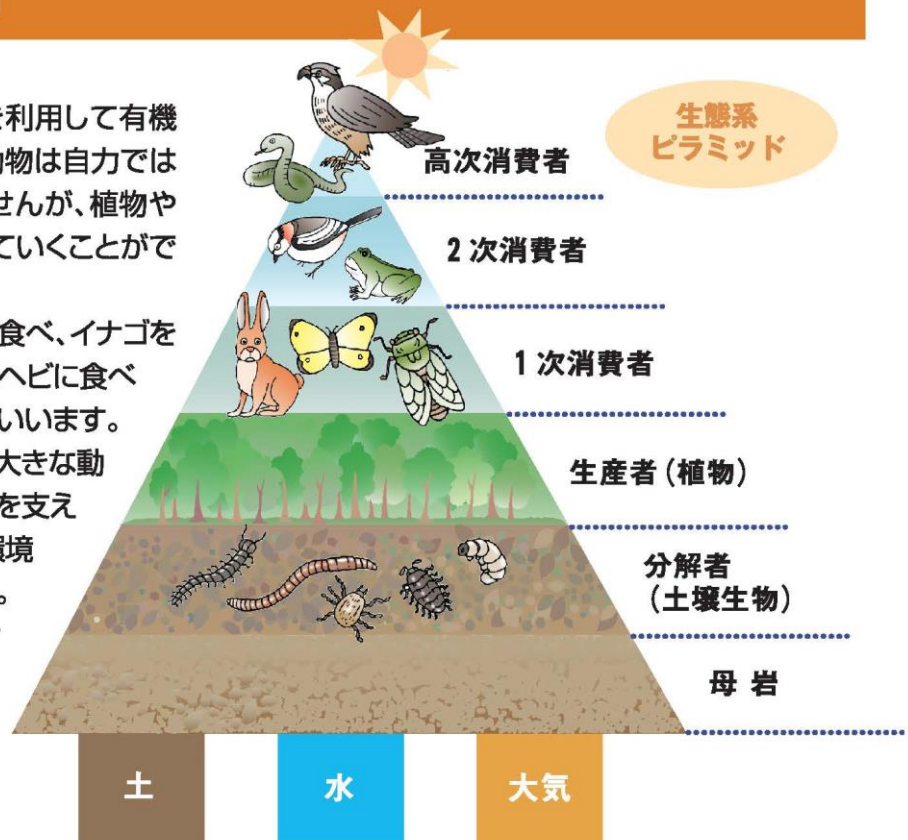 を利用して有機
動物は自力では
せんが、植物や
ていくことがで
食べ、イナゴを
ヘビに食べ
いいます。
大きな動
を支え
環境
。
生態系
ピラミッド
高次消費者
2次消費者
1次消費者
生産者(植物)
分解者
(土壌生物)
母岩
土
水
大気